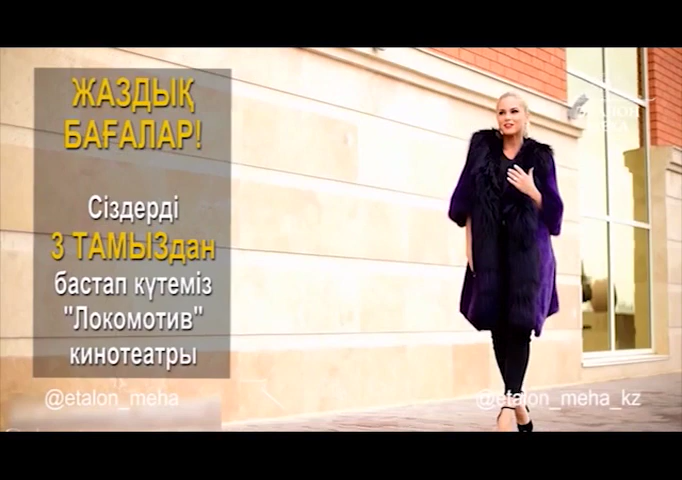 ЖАЗДЫҚ
БАҒАЛАР!
Сіздерді
3 ТАМЫЗдан
бастап күтеміз
"Локомотив"
кинотеатры
@etalon_meha
@etalon_meha_kz